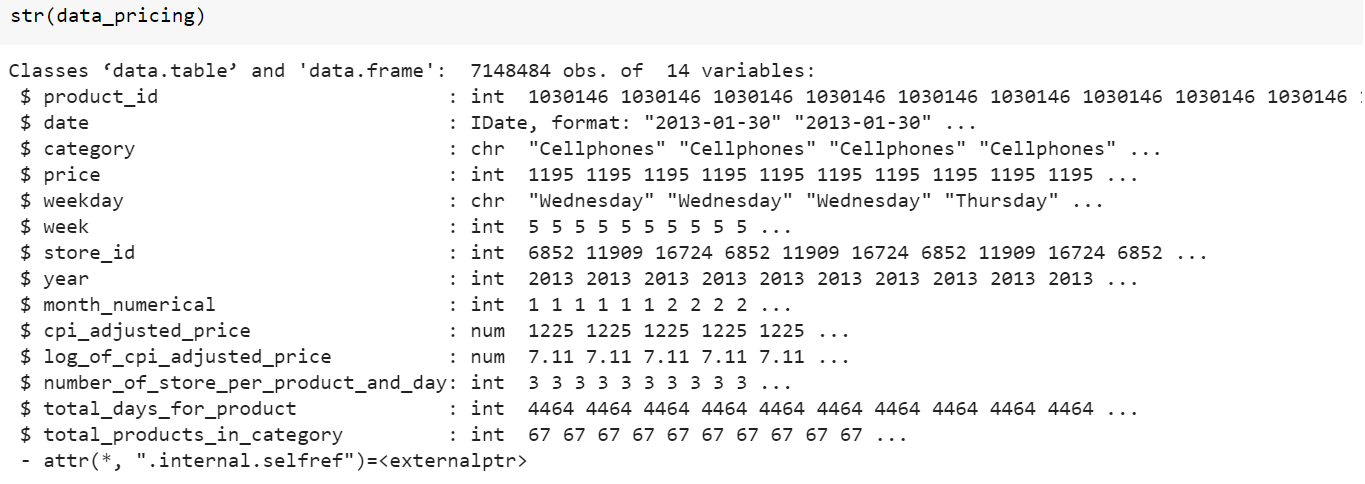 str(data_pricing)
Classes ‘data.table’ and 'data.frame':  7148484 obs. of  14 variables:
 $ product_id                         : int  1030146 1030146 1030146 1030146 1030146 1030146 1030146 1030146 1030146
 $ date                               : IDate, format: "2013-01-30" "2013-01-30" ...
 $ category                           : chr  "Cellphones" "Cellphones" "Cellphones" "Cellphones" ...
 $ price                              : int  1195 1195 1195 1195 1195 1195 1195 1195 1195 1195 ...
 $ weekday                            : chr  "Wednesday" "Wednesday" "Wednesday" "Thursday" ...
 $ week                               : int  5 5 5 5 5 5 5 5 5 5 ...
 $ store_id                           : int  6852 11909 16724 6852 11909 16724 6852 11909 16724 6852 ...
 $ year                               : int  2013 2013 2013 2013 2013 2013 2013 2013 2013 2013 ...
 $ month_numerical                    : int  1 1 1 1 1 1 2 2 2 2 ...
 $ cpi_adjusted_price                 : num  1225 1225 1225 1225 1225 ...
 $ log_of_cpi_adjusted_price          : num  7.11 7.11 7.11 7.11 7.11 ...
 $ number_of_store_per_product_and_day: int  3 3 3 3 3 3 3 3 3 3 ...
 $ total_days_for_product             : int  4464 4464 4464 4464 4464 4464 4464 4464 4464 4464 ...
 $ total_products_in_category         : int  67 67 67 67 67 67 67 67 67 67 ...
 - attr(*, ".internal.selfref")=<externalptr>